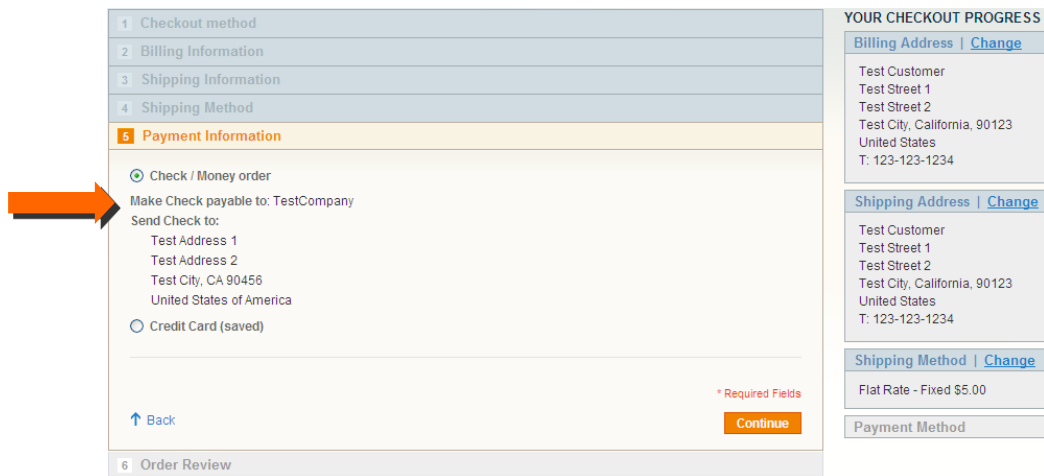 1 Checkout method
2 Billing Information
3 Shipping Information
4 Shipping Method
5 Payment Information
Check / Money order
Make Check payable to: TestCompany
Send Check to:
Test Address 1
Test Address 2
Test City, CA 90456
United States of America
Credit Card (saved)
* Required Fields
Back
Continue
6 Order Review
YOUR CHECKOUT PROGRESS
Billing Address | Change
Test Customer
Test Street 1
Test Street 2
Test City, California, 90123
United States
T: 123-123-1234
Shipping Address | Change
Test Customer
Test Street 1
Test Street 2
Test City, California, 90123
United States
T: 123-123-1234
Shipping Method | Change
Flat Rate - Fixed $5.00
Payment Method